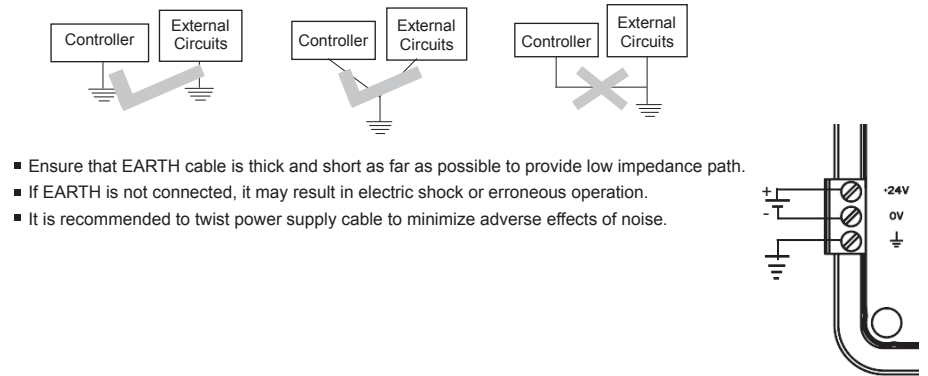 Controller
External
Circuits
Controller
External
Circuits
Controller
External
Circuits
■ Ensure that EARTH cable is thick and short as far as possible to provide low impedance path.
■ If EARTH is not connected, it may result in electric shock or erroneous operation.
■ It is recommended to twist power supply cable to minimize adverse effects of noise.
+
-
+24V
0V